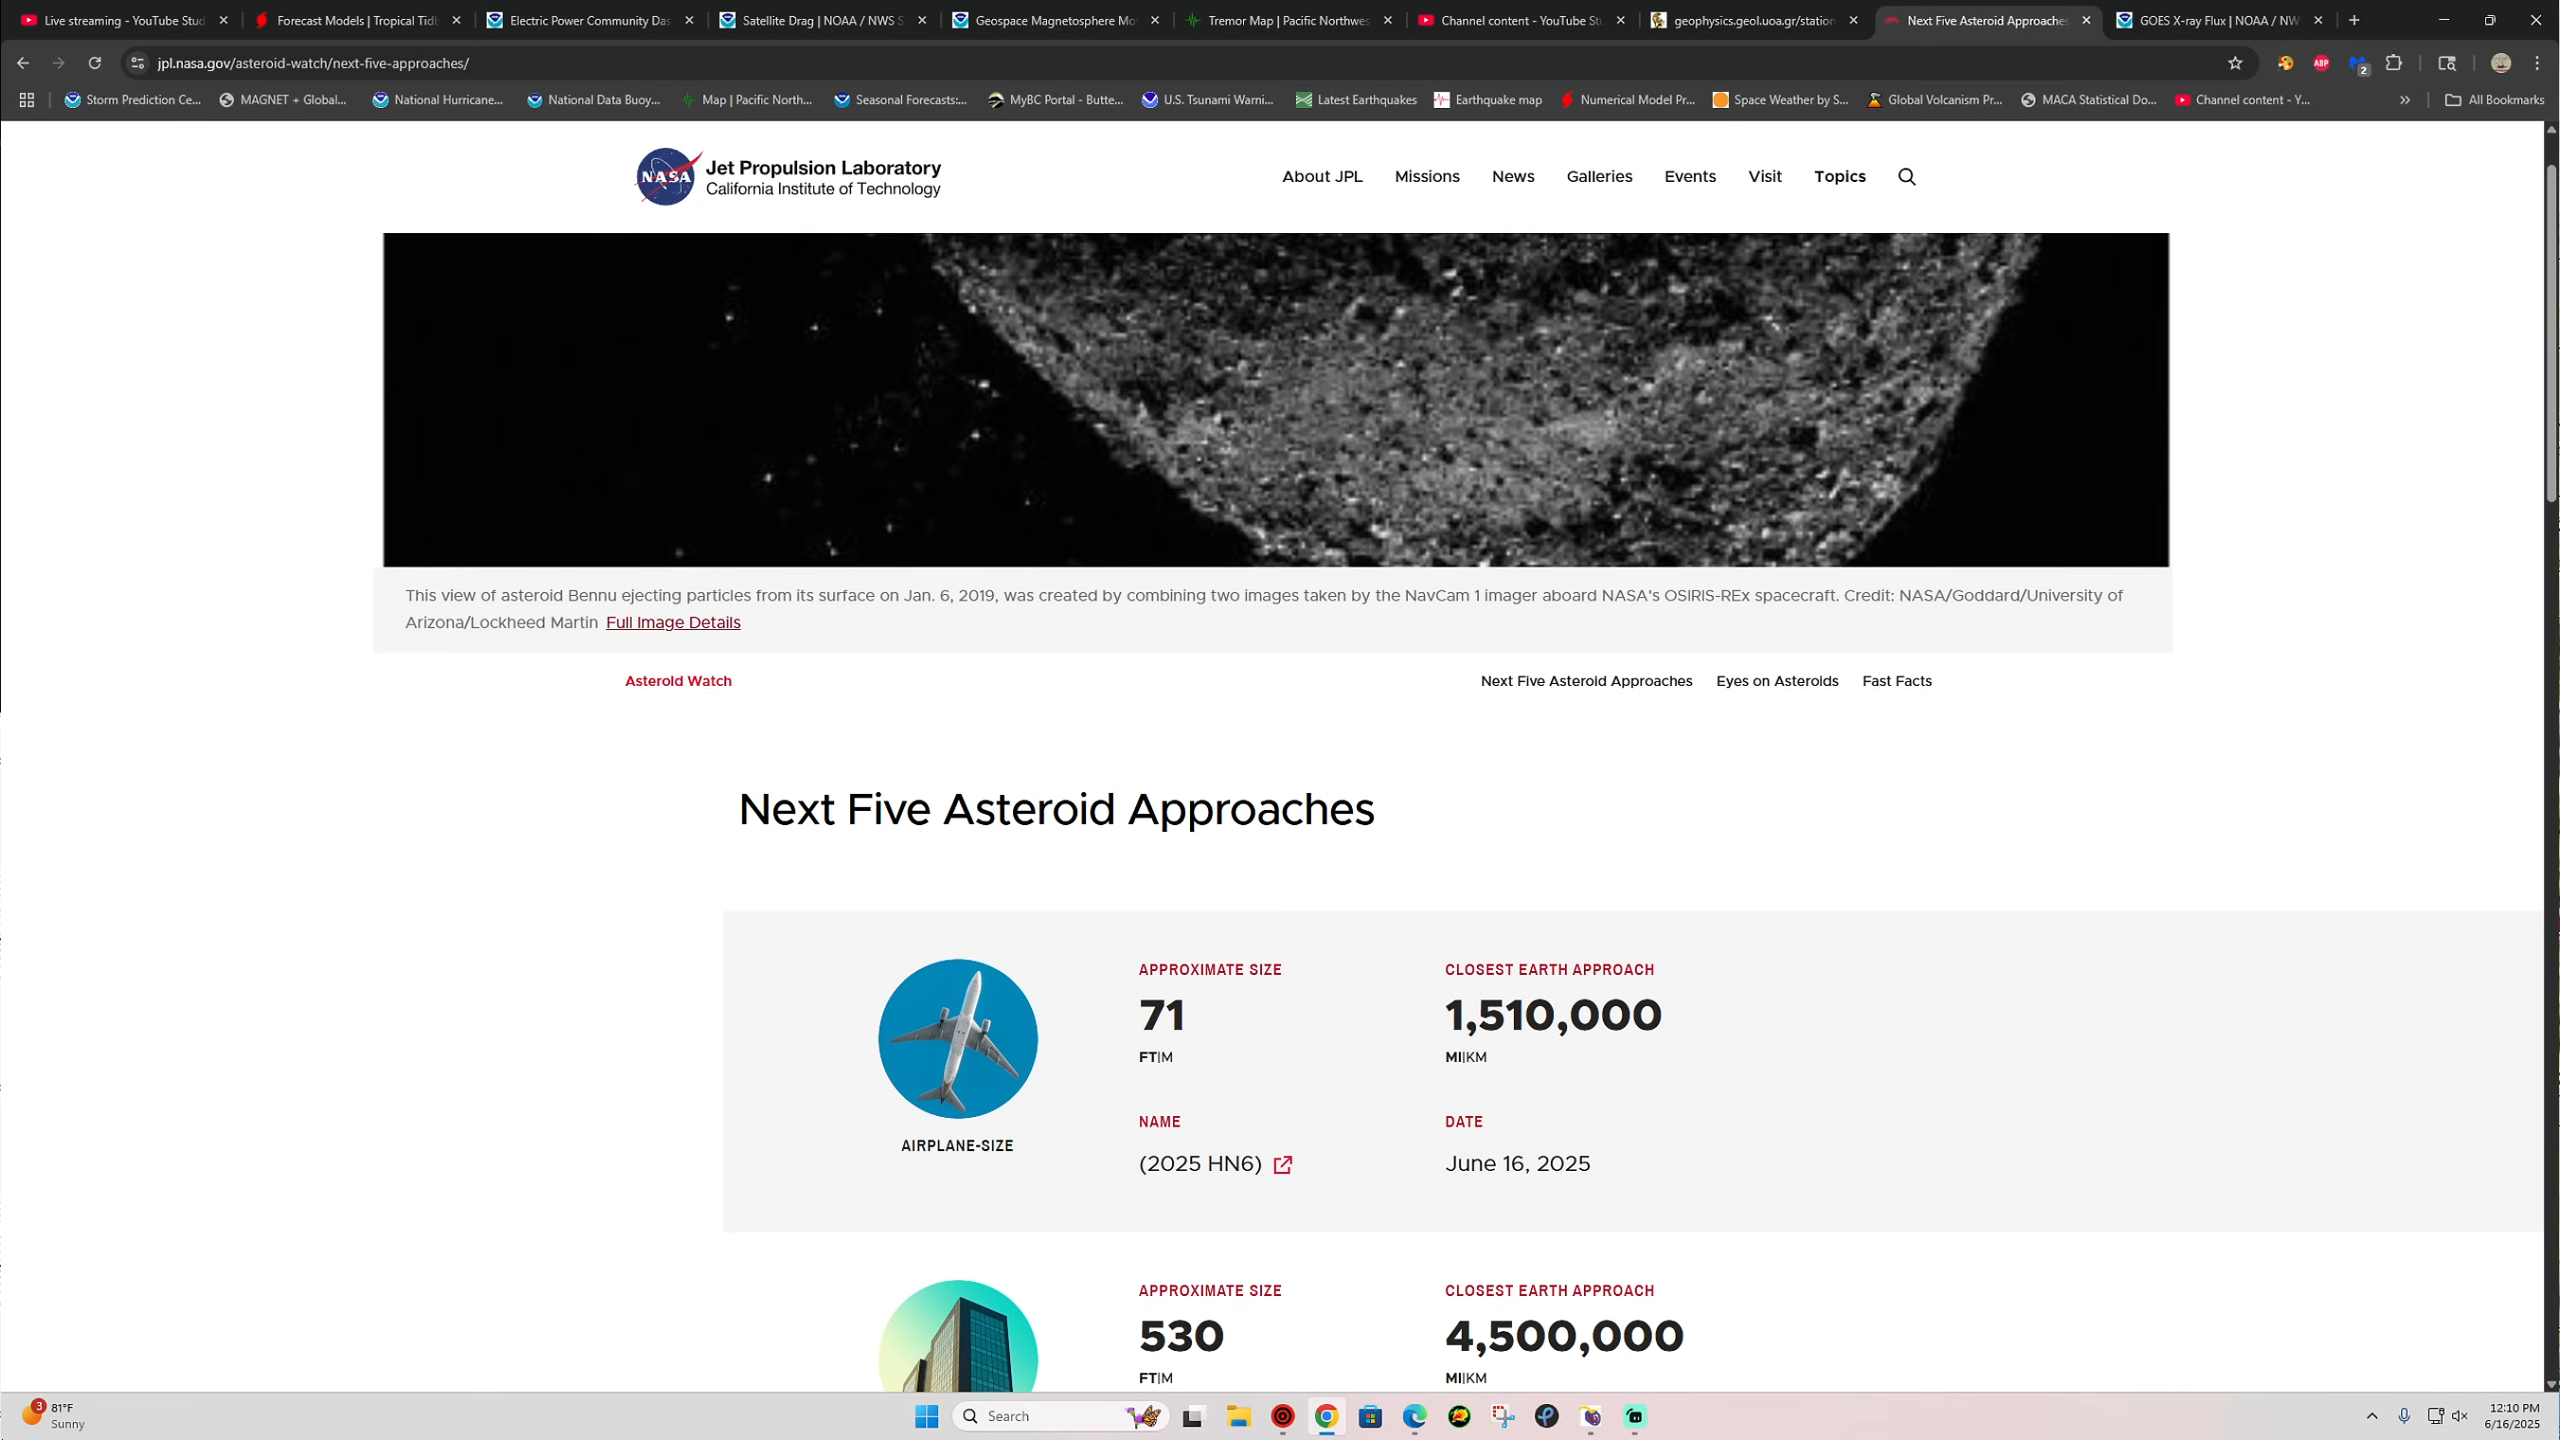 Live streaming - YouTube Stud
Forecast Models | Tropical Tidb
Electric Power Community Das
Satellite Drag | NOAA / NWS S
Geospace Magnetosphere Mo
Tremor Map | Pacific Northwes
Channel content - YouTube Stu
geophysics.geol.uoa.gr/station
Next Five Asteroid Approaches
GOES X-ray Flux | NOAA / NW
jpl.nasa.gov/asteroid-watch/next-five-approaches/
ABP
2
Storm Prediction Ce...
MAGNET + Global...
National Hurricane...
National Data Buoy...
Map | Pacific North...
Seasonal Forecasts:...
MyBC Portal - Butte...
U.S. Tsunami Warni...
Latest Earthquakes
Earthquake map
Numerical Model Pr...
Space Weather by S...
Global Volcanism Pr...
MACA Statistical Do...
Channel content - Y...
All Bookmarks
NASA
Jet Propulsion Laboratory
California Institute of Technology
About JPL
Missions
News
Galleries
Events
Visit
Topics
This view of asteroid Bennu ejecting particles from its surface on Jan. 6, 2019, was created by combining two images taken by the NavCam 1 imager aboard NASA's OSIRIS-REx spacecraft. Credit: NASA/Goddard/University of
Arizona/Lockheed Martin Full Image Details
Asteroid Watch
Next Five Asteroid Approaches
Eyes on Asteroids
Fast Facts
Next Five Asteroid Approaches
APPROXIMATE SIZE
71
FT|M
CLOSEST EARTH APPROACH
1,510,000
MI|KM
AIRPLANE-SIZE
NAME
(2025 HN6)
DATE
June 16, 2025
APPROXIMATE SIZE
530
FT|M
CLOSEST EARTH APPROACH
4,500,000
MI|KM
3
81°F
Sunny
Search
12:10 PM
6/16/2025